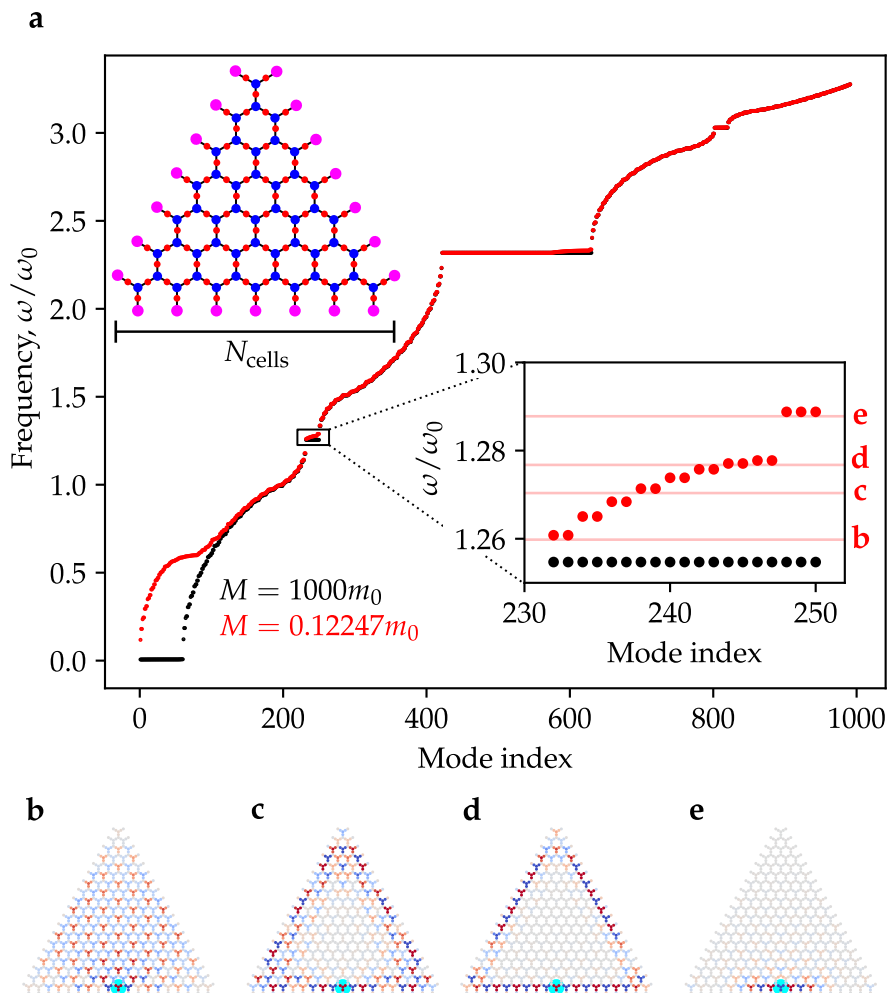 a
Frequency, ω/ω₀
3.0
2.5
2.0
1.5
1.0
0.5
0.0
N_cells
M = 1000m₀
M = 0.12247m₀
ω/ω₀
1.30
1.28
1.26
e
d
c
b
230 240 250
Mode index
0 200 400 600 800 1000
Mode index
b c d e